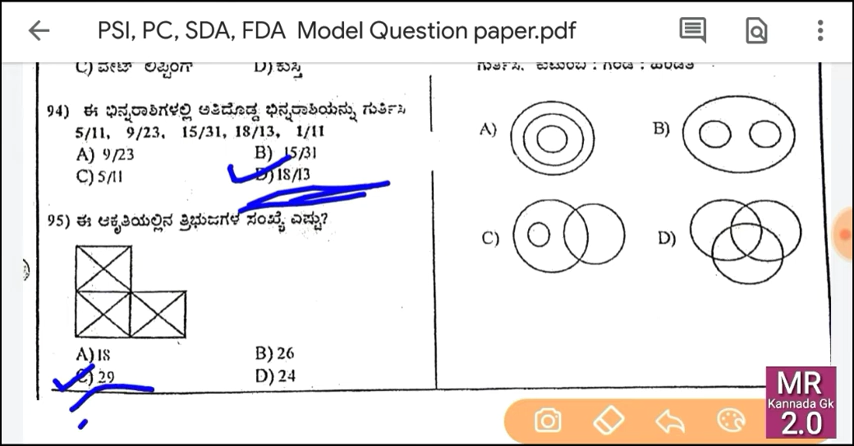 PSI, PC, SDA, FDA Model Question paper.pdf
C) ವೇಟ್ ಲಿಫ್ಟಿಂಗ್ D) ಕುಸ್ತಿ
94) ಈ ಭಿನ್ನರಾಶಿಗಳಲ್ಲಿ ಅತಿದೊಡ್ಡ ಭಿನ್ನರಾಶಿಯನ್ನು ಗುರ್ತಿಸಿ
5/11, 9/23, 15/31, 18/13, 1/11
A) 9/23 B) 15/31
C) 5/11 D) 18/13
95) ಈ ಆಕೃತಿಯಲ್ಲಿನ ತ್ರಿಭುಜಗಳ ಸಂಖ್ಯೆ ಎಷ್ಟು?
A) 18 B) 26
C) 29 D) 24
ಗುರ್ತಿಸಿ. ಕುಟುಂಬ : ಗಂಡ : ಹೆಂಡತಿ
A) B)
C) D)
MR
Kannada Gk
2.0